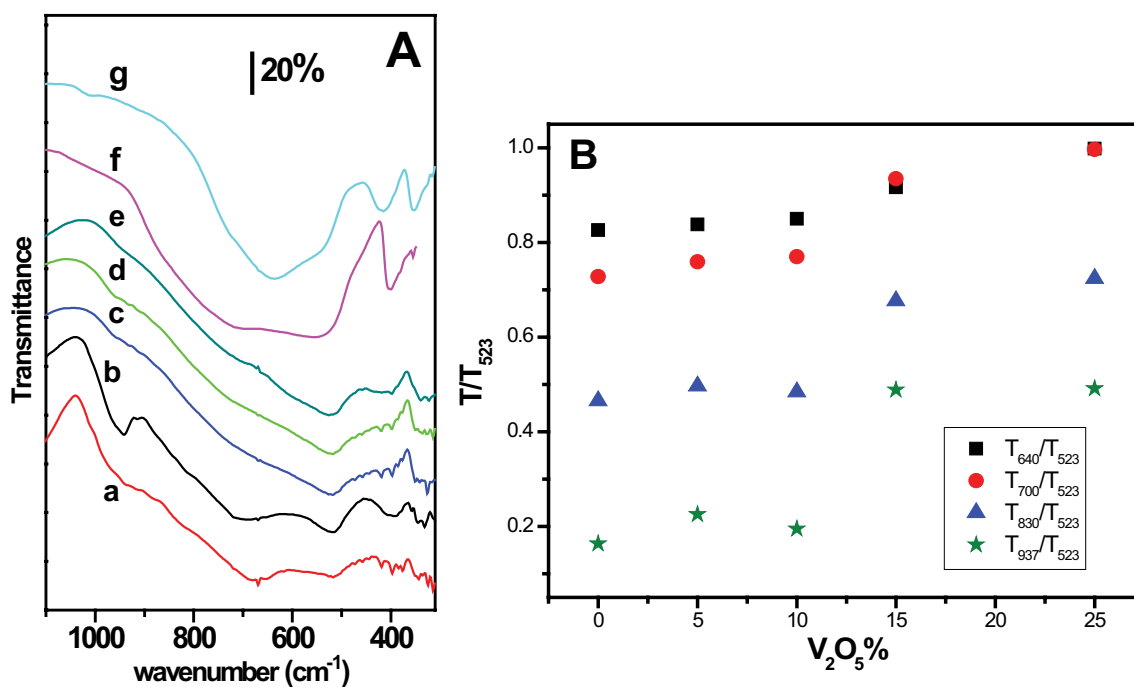 A
20%
g
f
e
d
c
b
a
Transmittance
1000 800 600 400
wavenumber (cm⁻¹)
B
1.0
0.8
0.6
0.4
0.2
T/T₅₂₃
T₆₄₀/T₅₂₃
T₇₀₀/T₅₂₃
T₈₃₀/T₅₂₃
T₉₃₇/T₅₂₃
0 5 10 15 20 25
V₂O₅%